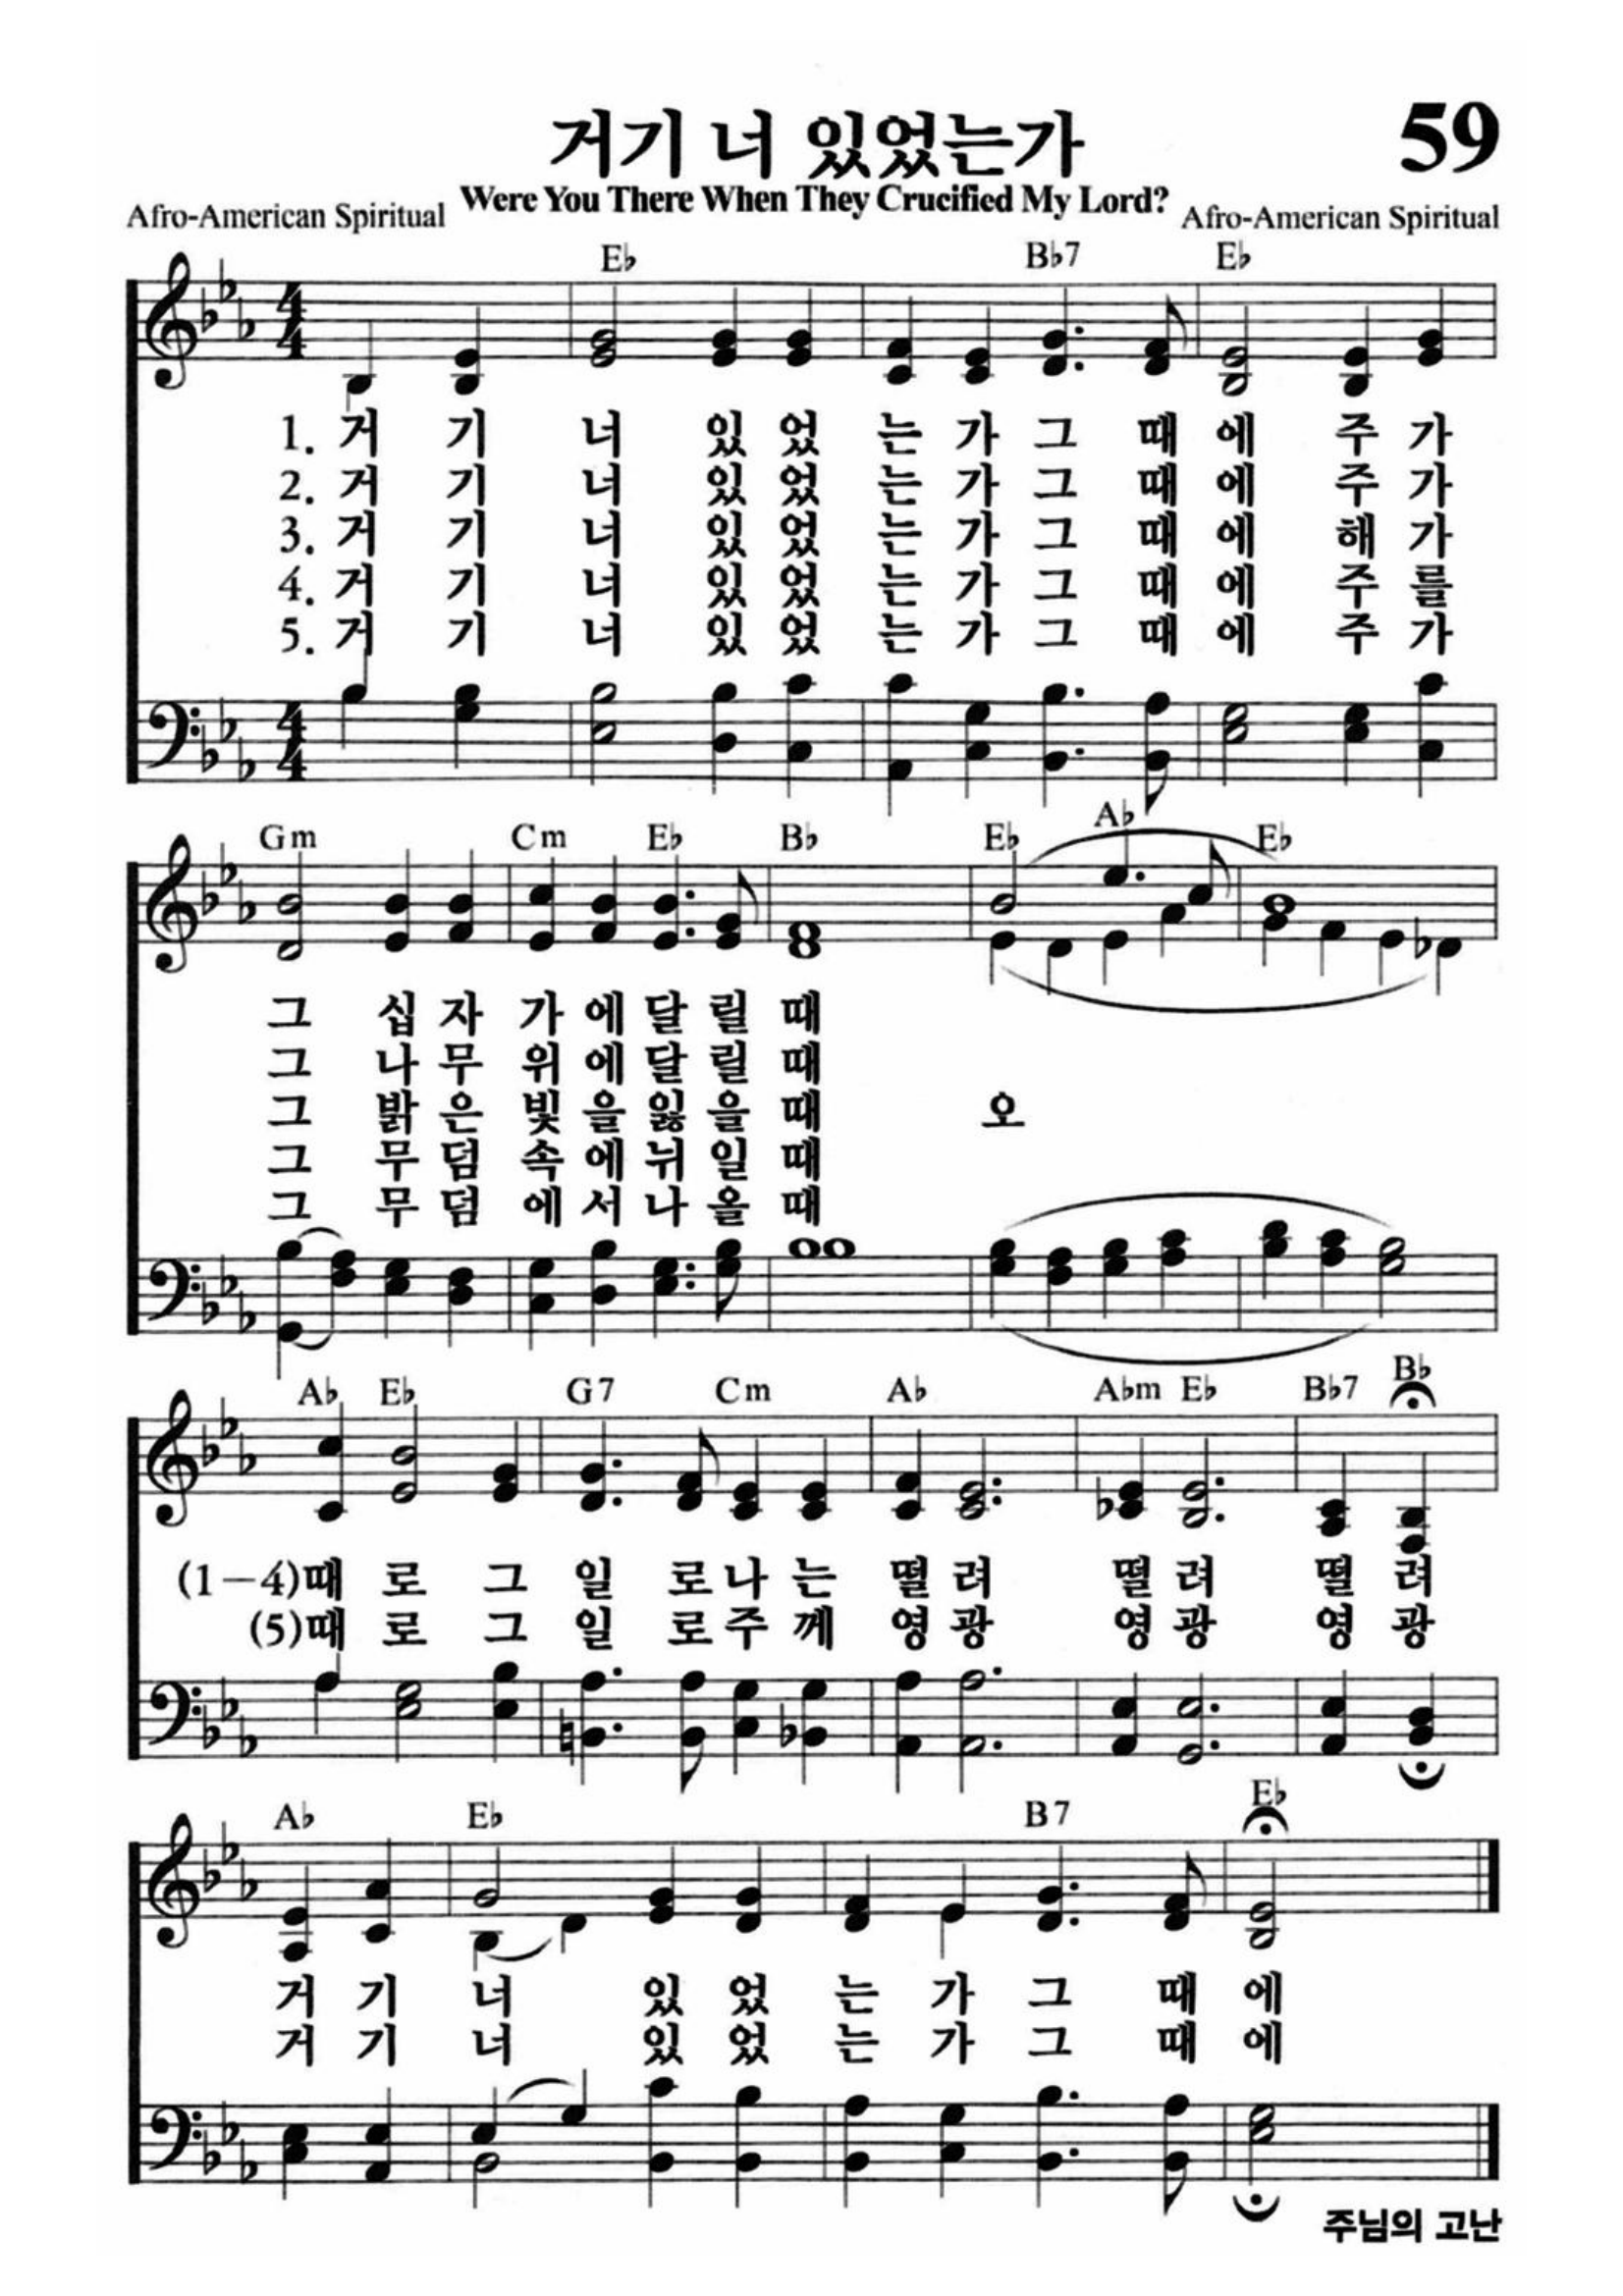 거기 너 있었는가
59
Were You There When They Crucified My Lord?
Afro-American Spiritual
Afro-American Spiritual
E♭ B♭7 E♭
1. 거 기 너 있 었 는 가 그 때 에 주 가
2. 거 기 너 있 었 는 가 그 때 에 주 가
3. 거 기 너 있 었 는 가 그 때 에 해 가
4. 거 기 너 있 었 는 가 그 때 에 주 를
5. 거 기 너 있 었 는 가 그 때 에 주 가
Gm Cm E♭ B♭ E♭ A♭ E♭
그 십 자 가 에 달 릴 때
그 나 무 위 에 달 릴 때
그 밝 은 빛 을 잃 을 때 오
그 무 덤 속 에 뉘 일 때
그 무 덤 에 서 나 올 때
A♭ E♭ G7 Cm A♭ A♭m E♭ B♭7 B♭
(1-4)때 로 그 일 로 나 는 떨 려 떨 려 떨 려
(5)때 로 그 일 로 주 께 영 광 영 광 영 광
A♭ E♭ B7 E♭
거 기 너 있 었 는 가 그 때 에
거 기 너 있 었 는 가 그 때 에
주님의 고난